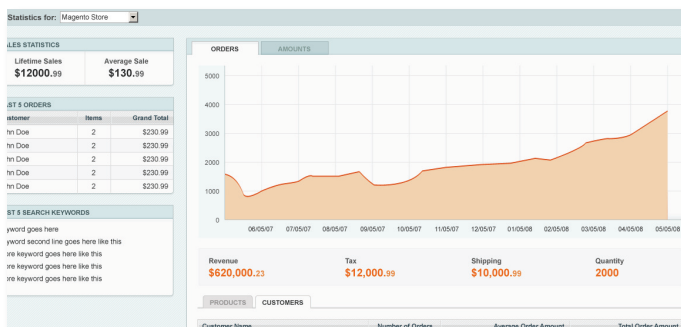 Statistics for: Magento Store
ALES STATISTICS
Lifetime Sales Average Sale
$12000.99 $130.99
AST 5 ORDERS
ustomer Items Grand Total
hn Doe 2 $230.99
hn Doe 2 $230.99
hn Doe 2 $230.99
hn Doe 2 $230.99
hn Doe 2 $230.99
ST 5 SEARCH KEYWORDS
yword goes here
yword second line goes here like this
ore keyword goes here like this
ore keyword goes here like this
ore keyword goes here like this
ORDERS AMOUNTS
5000
4000
3000
2000
1000
0
06/05/07 07/05/07 08/05/07 09/05/07 10/05/07 11/05/07 12/05/07 01/05/08 02/05/08 03/05/08 04/05/08 05/05/08
Revenue Tax Shipping Quantity
$620,000.23 $12,000.99 $10,000.99 2000
PRODUCTS CUSTOMERS
Customer Name Number of Orders Average Order Amount Total Order Amount